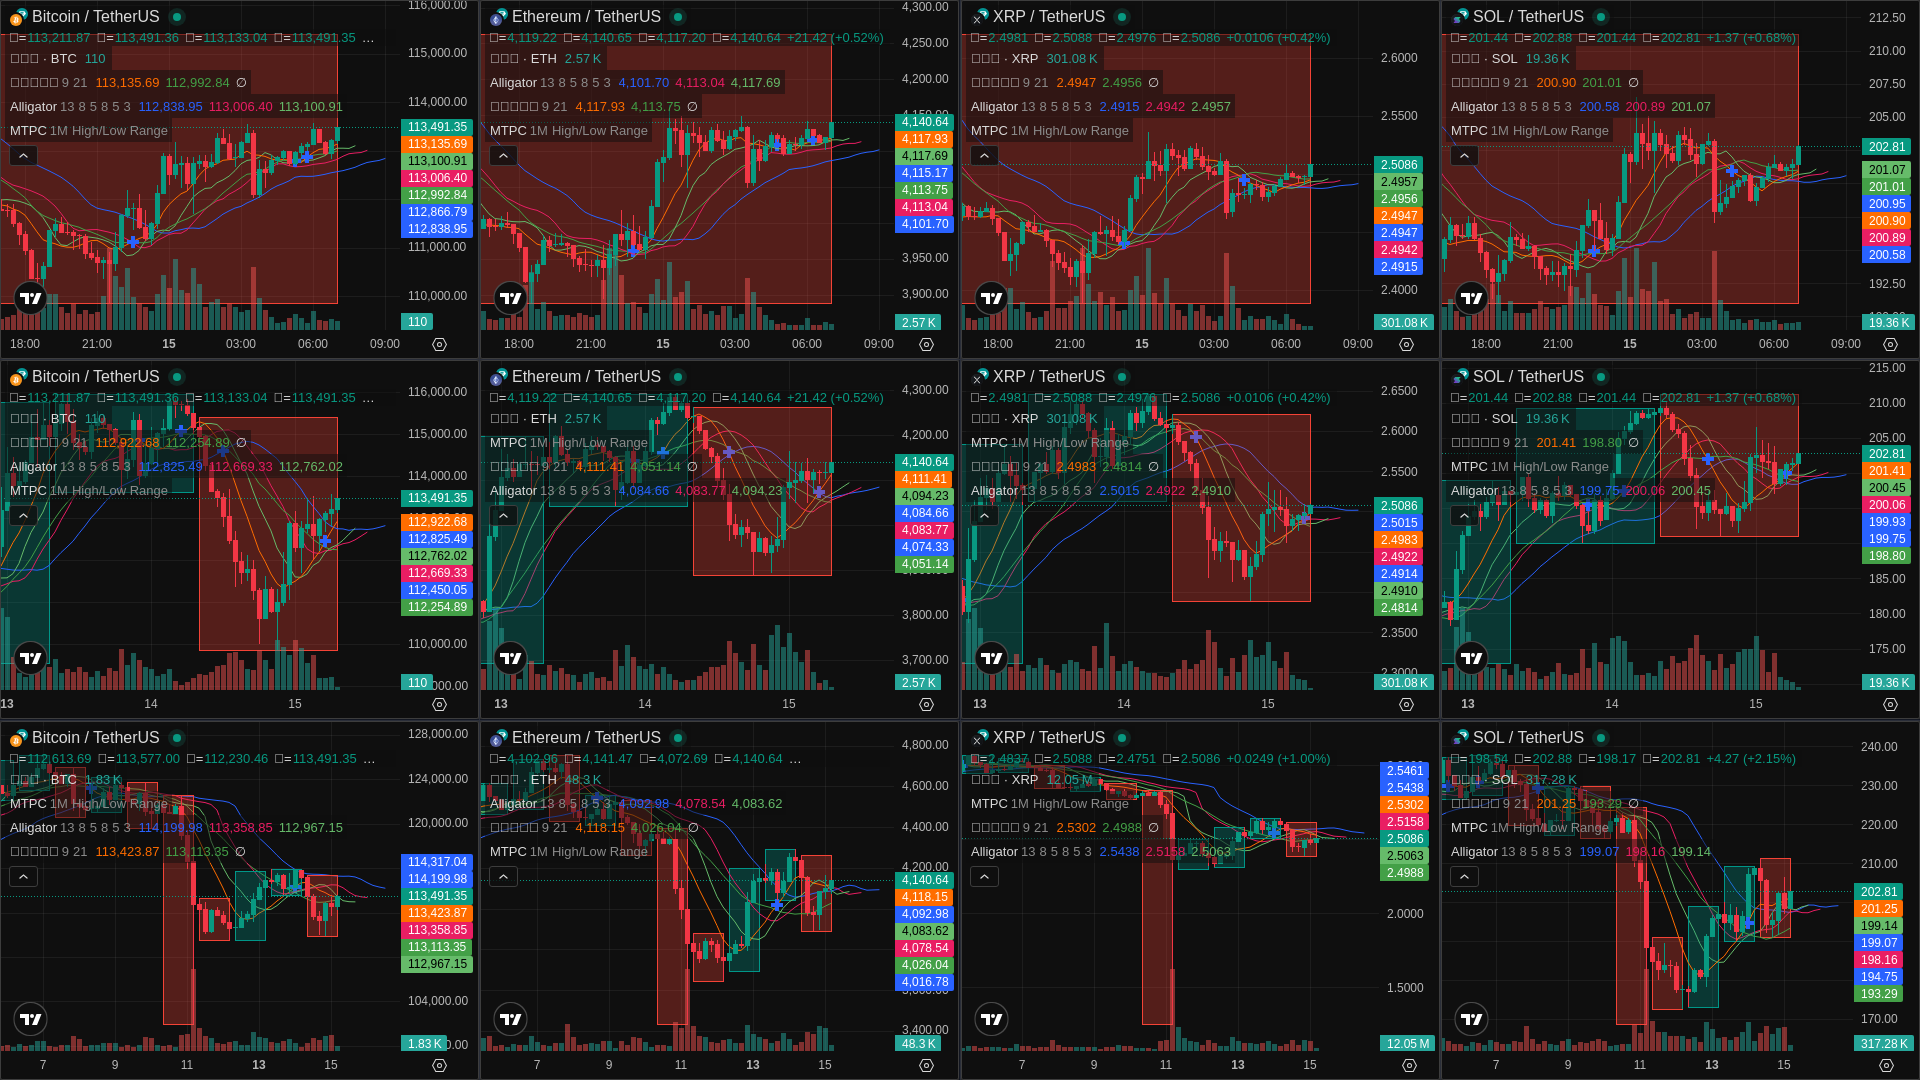 Bitcoin / TetherUS
=113,211.87 =113,491.36 =113,133.04 =113,491.35 …
· BTC 110
9 21 113,135.69 112,992.84 ∅
Alligator 13 8 5 8 5 3 112,838.95 113,006.40 113,100.91
MTPC 1M High/Low Range
116,000.00
115,000.00
114,000.00
113,491.35
113,135.69
113,100.91
113,006.40
112,992.84
112,866.79
112,838.95
111,000.00
110,000.00
110
18:00 21:00 15 03:00 06:00 09:00
Ethereum / TetherUS
=4,119.22 =4,140.65 =4,117.20 =4,140.64 +21.42 (+0.52%)
· ETH 2.57 K
Alligator 13 8 5 8 5 3 4,101.70 4,113.04 4,117.69
9 21 4,117.93 4,113.75 ∅
MTPC 1M High/Low Range
4,300.00
4,250.00
4,200.00
4,150.00
4,140.64
4,117.93
4,117.69
4,115.17
4,113.75
4,113.04
4,101.70
3,950.00
3,900.00
2.57 K
18:00 21:00 15 03:00 06:00 09:00
XRP / TetherUS
=2.4981 =2.5088 =2.4976 =2.5086 +0.0106 (+0.42%)
· XRP 301.08 K
9 21 2.4947 2.4956 ∅
Alligator 13 8 5 8 5 3 2.4915 2.4942 2.4957
MTPC 1M High/Low Range
2.6000
2.5500
2.5086
2.4957
2.4956
2.4947
2.4947
2.4942
2.4915
2.4000
301.08 K
18:00 21:00 15 03:00 06:00 09:00
SOL / TetherUS
=201.44 =202.88 =201.44 =202.81 +1.37 (+0.68%)
· SOL 19.36 K
9 21 200.90 201.01 ∅
Alligator 13 8 5 8 5 3 200.58 200.89 201.07
MTPC 1M High/Low Range
212.50
210.00
207.50
205.00
202.81
201.07
201.01
200.95
200.90
200.89
200.58
192.50
19.36 K
18:00 21:00 15 03:00 06:00 09:00
Bitcoin / TetherUS
=113,211.87 =113,491.36 =113,133.04 =113,491.35 …
· BTC 110
9 21 112,922.68 112,254.89 ∅
Alligator 13 8 5 8 5 3 112,825.49 112,669.33 112,762.02
MTPC 1M High/Low Range
116,000.00
115,000.00
114,000.00
113,491.35
112,922.68
112,825.49
112,762.02
112,669.33
112,450.05
112,254.89
110,000.00
110
13 14 15
Ethereum / TetherUS
=4,119.22 =4,140.65 =4,117.20 =4,140.64 +21.42 (+0.52%)
· ETH 2.57 K
MTPC 1M High/Low Range
9 21 4,111.41 4,051.14 ∅
Alligator 13 8 5 8 5 3 4,084.66 4,083.77 4,094.23
4,300.00
4,200.00
4,140.64
4,111.41
4,094.23
4,084.66
4,083.77
4,074.33
4,051.14
3,800.00
3,700.00
2.57 K
13 14 15
XRP / TetherUS
=2.4981 =2.5088 =2.4976 =2.5086 +0.0106 (+0.42%)
· XRP 301.08 K
MTPC 1M High/Low Range
9 21 2.4983 2.4814 ∅
Alligator 13 8 5 8 5 3 2.5015 2.4922 2.4910
2.6500
2.6000
2.5500
2.5086
2.5015
2.4983
2.4922
2.4914
2.4910
2.4814
2.3500
2.3000
301.08 K
13 14 15
SOL / TetherUS
=201.44 =202.88 =201.44 =202.81 +1.37 (+0.68%)
· SOL 19.36 K
9 21 201.41 198.80 ∅
MTPC 1M High/Low Range
Alligator 13 8 5 8 5 3 199.75 200.06 200.45
215.00
210.00
205.00
202.81
201.41
200.45
200.06
199.93
199.75
198.80
185.00
180.00
175.00
19.36 K
13 14 15
Bitcoin / TetherUS
=112,613.69 =113,577.00 =112,230.46 =113,491.35 …
· BTC 1.83 K
MTPC 1M High/Low Range
Alligator 13 8 5 8 5 3 114,199.98 113,358.85 112,967.15
9 21 113,423.87 113,113.35 ∅
128,000.00
124,000.00
120,000.00
114,317.04
114,199.98
113,491.35
113,423.87
113,358.85
113,113.35
112,967.15
104,000.00
1.83 K
7 9 11 13 15
Ethereum / TetherUS
=4,102.96 =4,141.47 =4,072.69 =4,140.64 …
· ETH 48.3 K
Alligator 13 8 5 8 5 3 4,092.98 4,078.54 4,083.62
9 21 4,118.15 4,026.04 ∅
MTPC 1M High/Low Range
4,800.00
4,600.00
4,400.00
4,200.00
4,140.64
4,118.15
4,092.98
4,083.62
4,078.54
4,026.04
4,016.78
3,400.00
48.3 K
7 9 11 13 15
XRP / TetherUS
=2.4837 =2.5088 =2.4751 =2.5086 +0.0249 (+1.00%)
· XRP 12.05 M
MTPC 1M High/Low Range
9 21 2.5302 2.4988 ∅
Alligator 13 8 5 8 5 3 2.5438 2.5158 2.5063
2.5461
2.5438
2.5302
2.5158
2.5086
2.5063
2.4988
2.0000
1.5000
12.05 M
7 9 11 13 15
SOL / TetherUS
=198.54 =202.88 =198.17 =202.81 +4.27 (+2.15%)
· SOL 317.28 K
9 21 201.25 193.29 ∅
MTPC 1M High/Low Range
Alligator 13 8 5 8 5 3 199.07 198.16 199.14
240.00
230.00
220.00
210.00
202.81
201.25
199.14
199.07
198.16
194.75
193.29
170.00
317.28 K
7 9 11 13 15